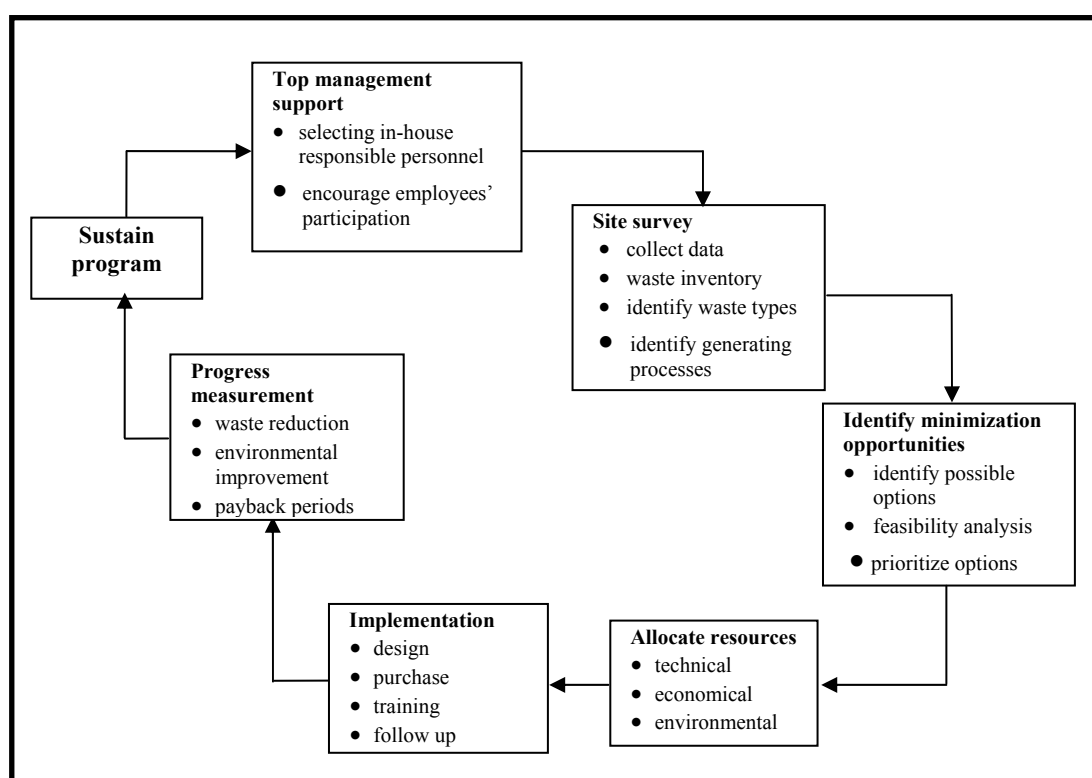 Top management
support
• selecting in-house
responsible personnel
• encourage employees’
participation
Site survey
• collect data
• waste inventory
• identify waste types
• identify generating
processes
Identify minimization
opportunities
• identify possible
options
• feasibility analysis
• prioritize options
Allocate resources
• technical
• economical
• environmental
Implementation
• design
• purchase
• training
• follow up
Progress
measurement
• waste reduction
• environmental
improvement
• payback periods
Sustain
program